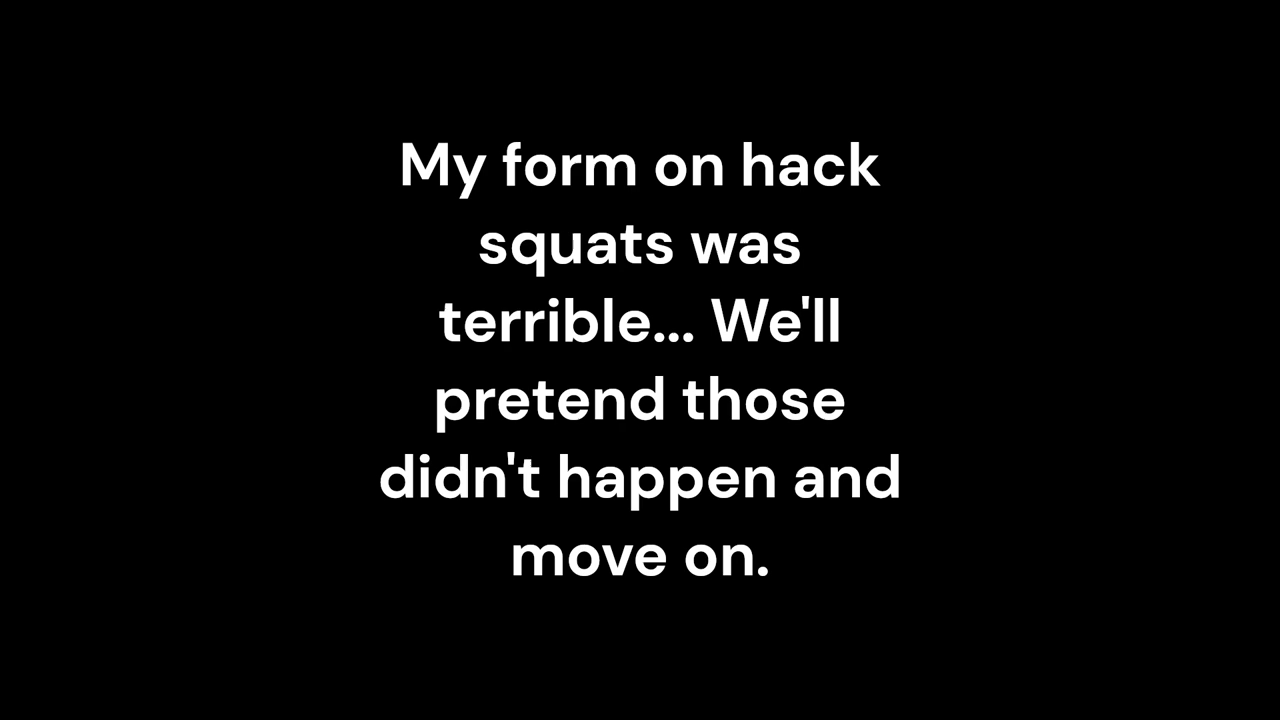 My form on hack
squats was
terrible... We'll
pretend those
didn't happen and
move on.